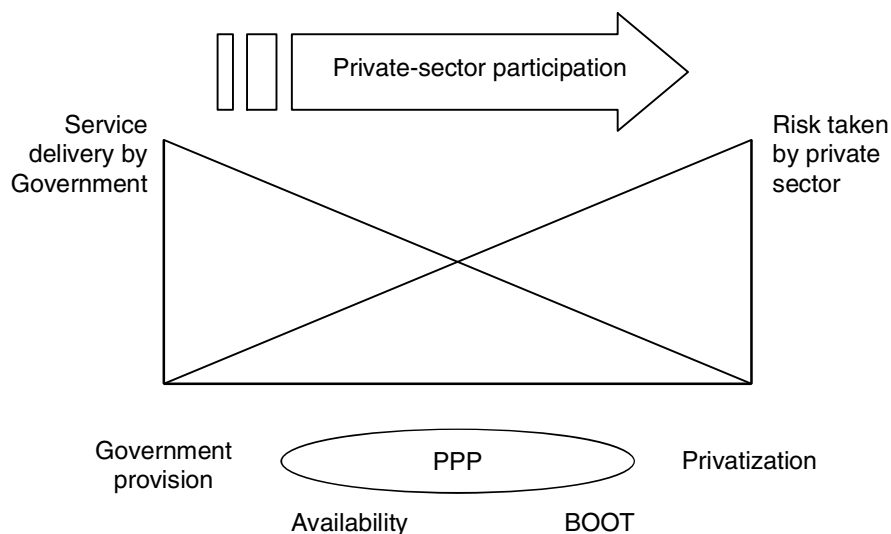 Private-sector participation
Service
delivery by
Government
Risk taken
by private
sector
Government
provision
PPP
Privatization
Availability
BOOT